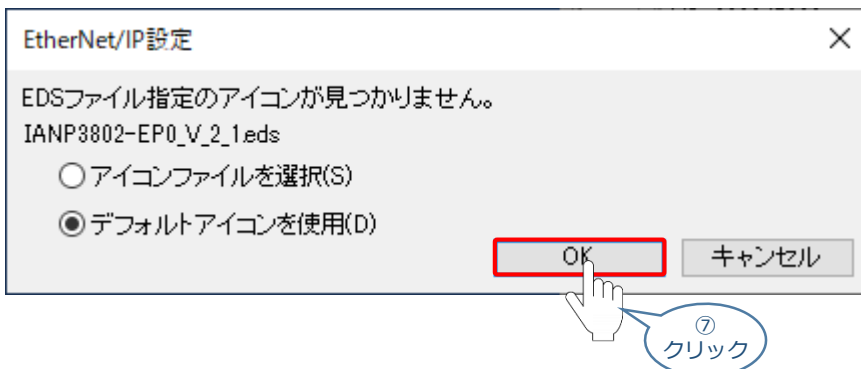 EtherNet/IP設定
EDSファイル指定のアイコンが見つかりません。
IANP3802-EP0_V_2_1.eds
アイコンファイルを選択(S)
デフォルトアイコンを使用(D)
OK
キャンセル
⑦
クリック